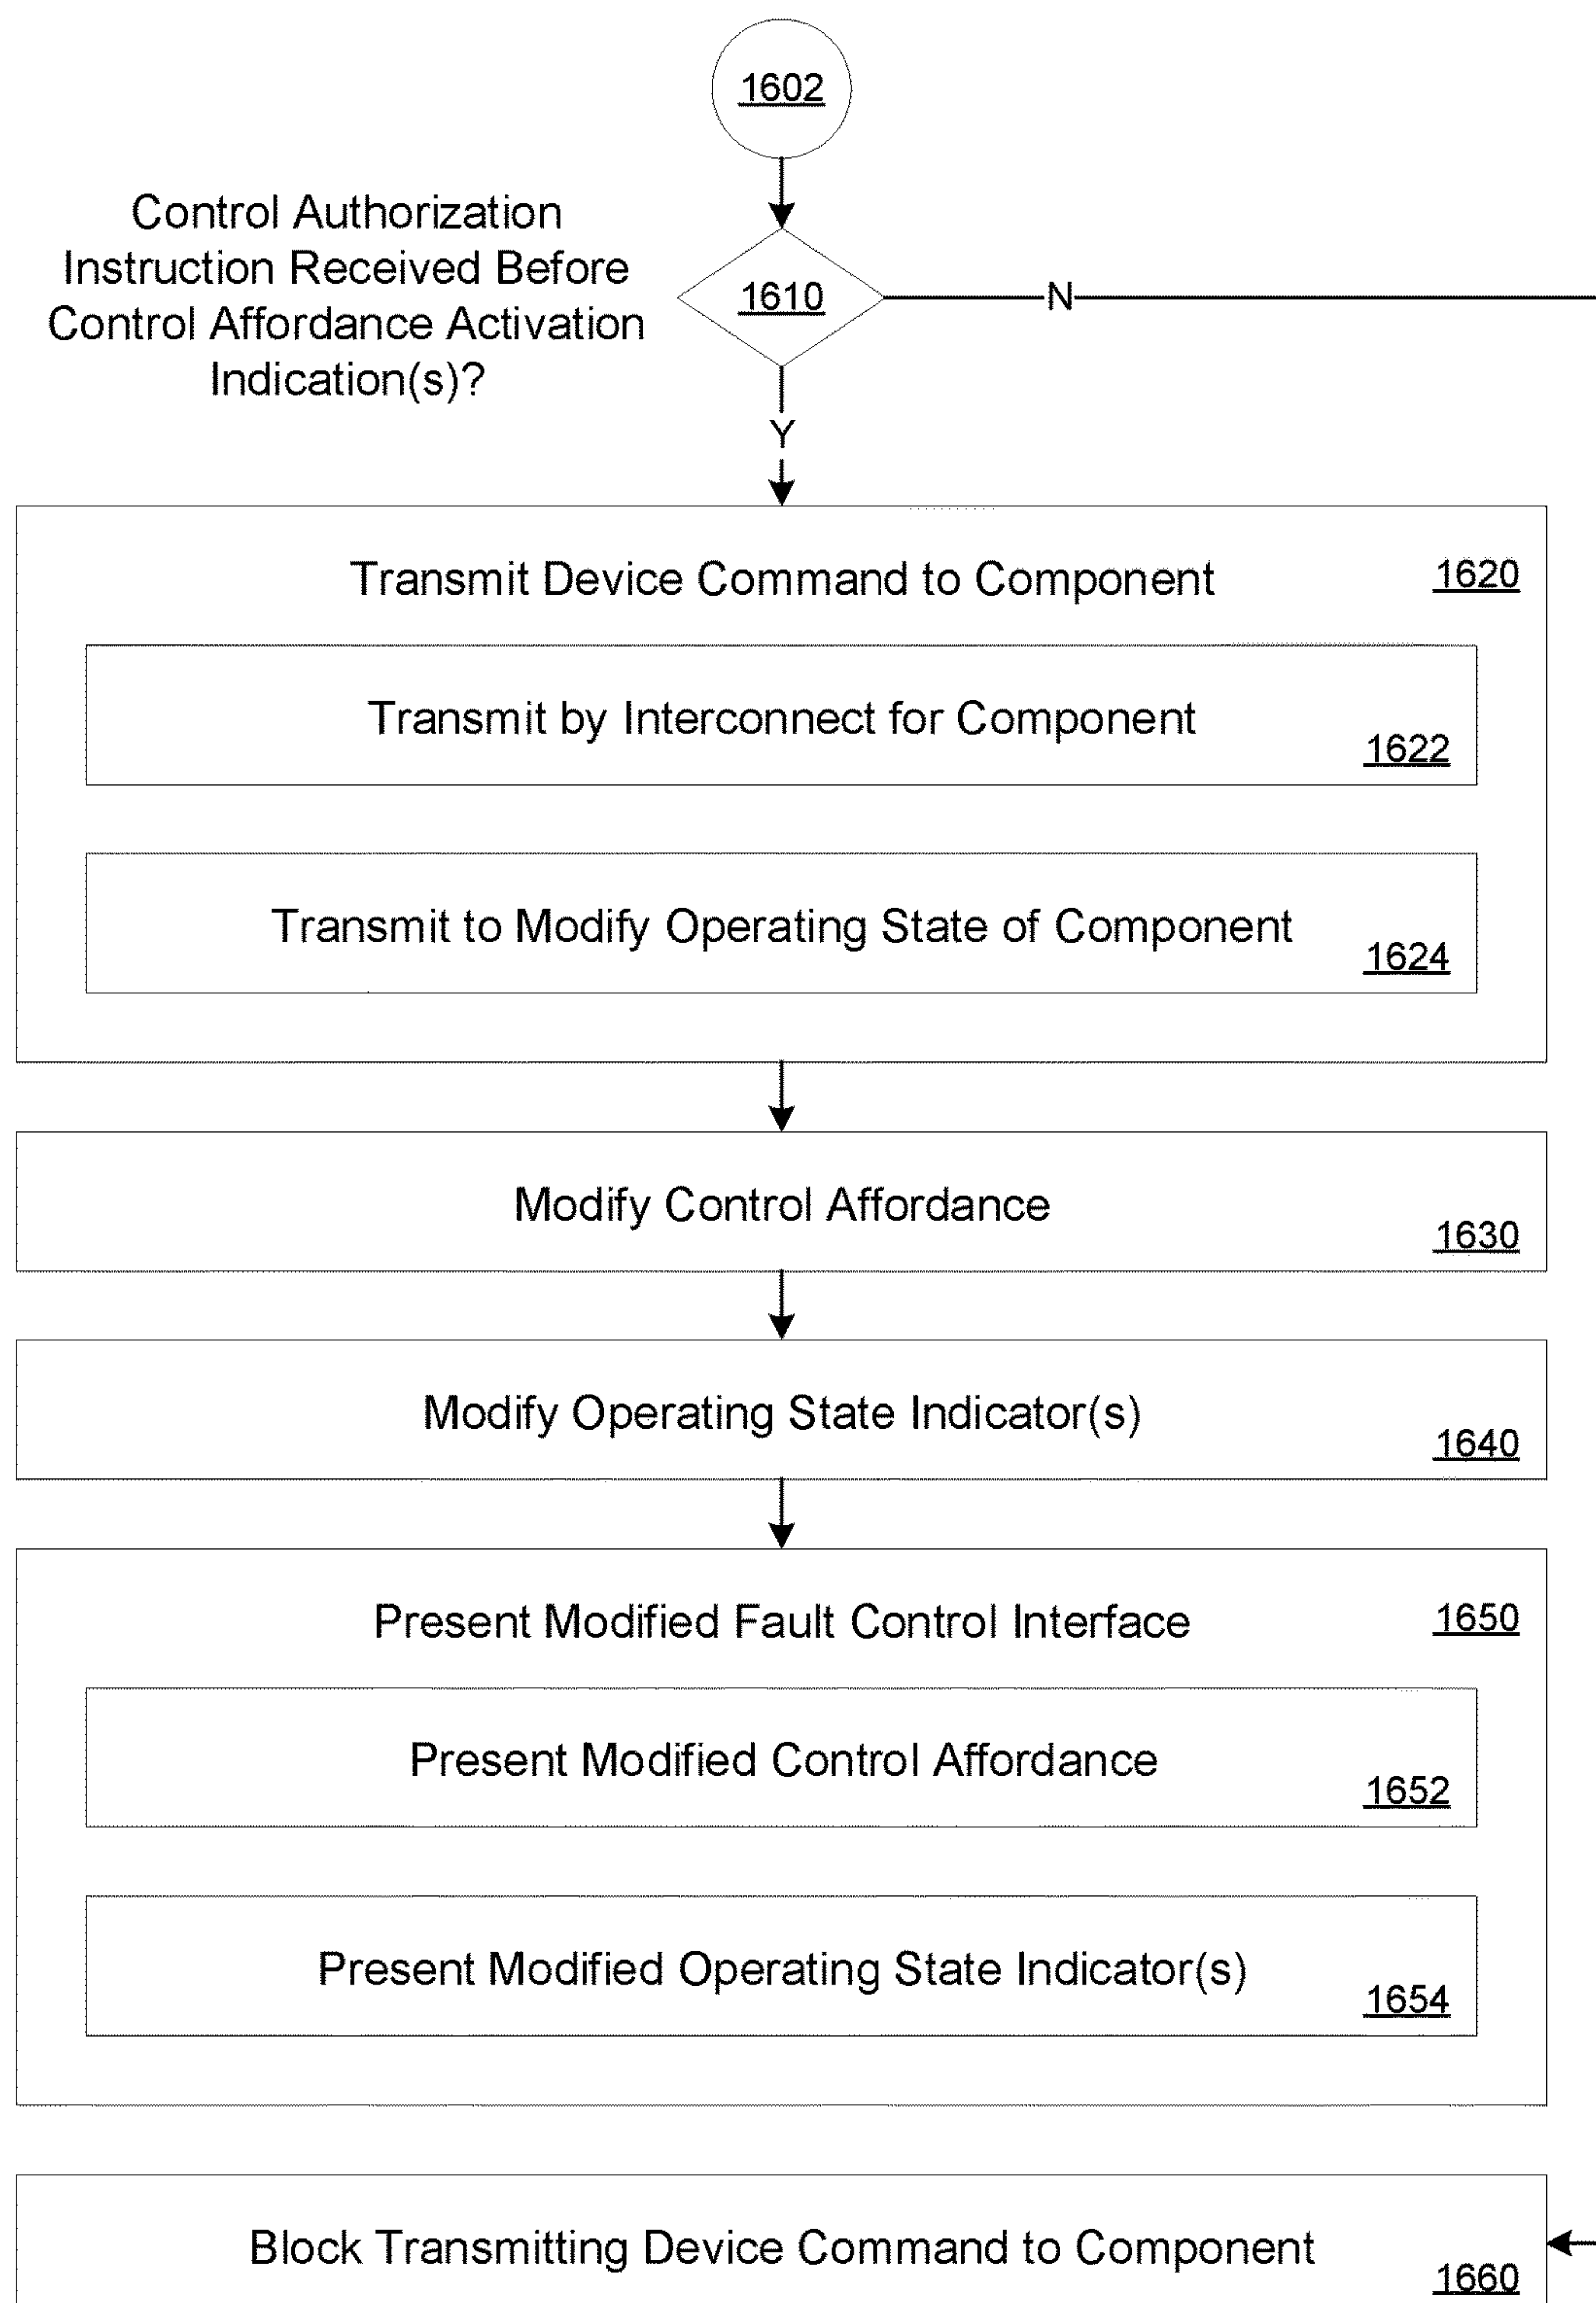 1602
Control Authorization
Instruction Received Before
Control Affordance Activation
Indication(s)?
1610
N
Y
Transmit Device Command to Component
1620
Transmit by Interconnect for Component
1622
Transmit to Modify Operating State of Component
1624
Modify Control Affordance
1630
Modify Operating State Indicator(s)
1640
Present Modified Fault Control Interface
1650
Present Modified Control Affordance
1652
Present Modified Operating State Indicator(s)
1654
Block Transmitting Device Command to Component
1660